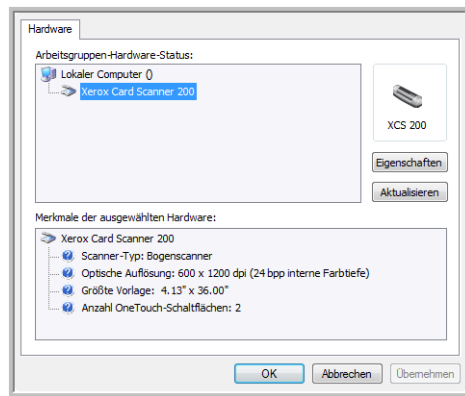 Hardware
Arbeitsgruppen-Hardware-Status:
Lokaler Computer ()
Xerox Card Scanner 200
XCS 200
Eigenschaften
Aktualisieren
Merkmale der ausgewählten Hardware:
Xerox Card Scanner 200
Scanner-Typ: Bogenscanner
Optische Auflösung: 600 x 1200 dpi (24 bpp interne Farbtiefe)
Größte Vorlage: 4.13" x 36.00"
Anzahl OneTouch-Schaltflächen: 2
OK
Abbrechen
Übernehmen